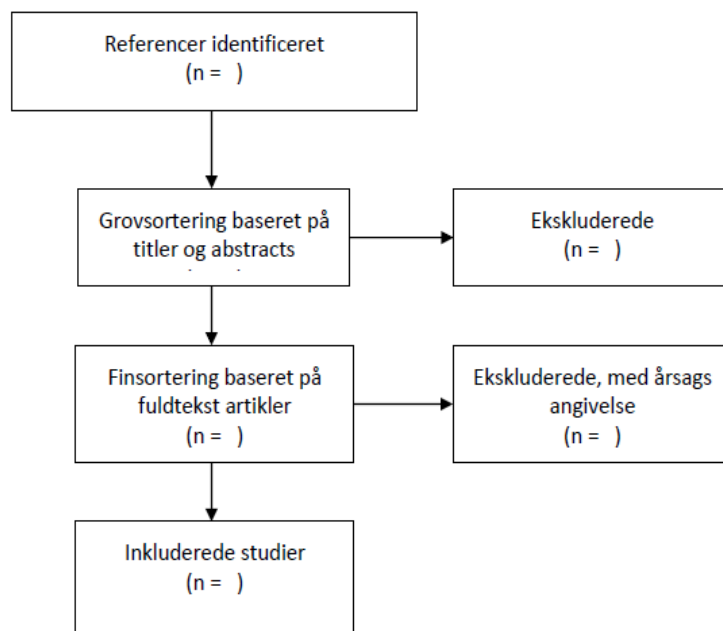 Referencer identificeret
(n =   )
Grovsortering baseret på
titler og abstracts
Ekskluderede
(n =   )
Finsortering baseret på
fuldtekst artikler
(n =   )
Ekskluderede, med årsags
angivelse
(n =   )
Inkluderede studier
(n =   )